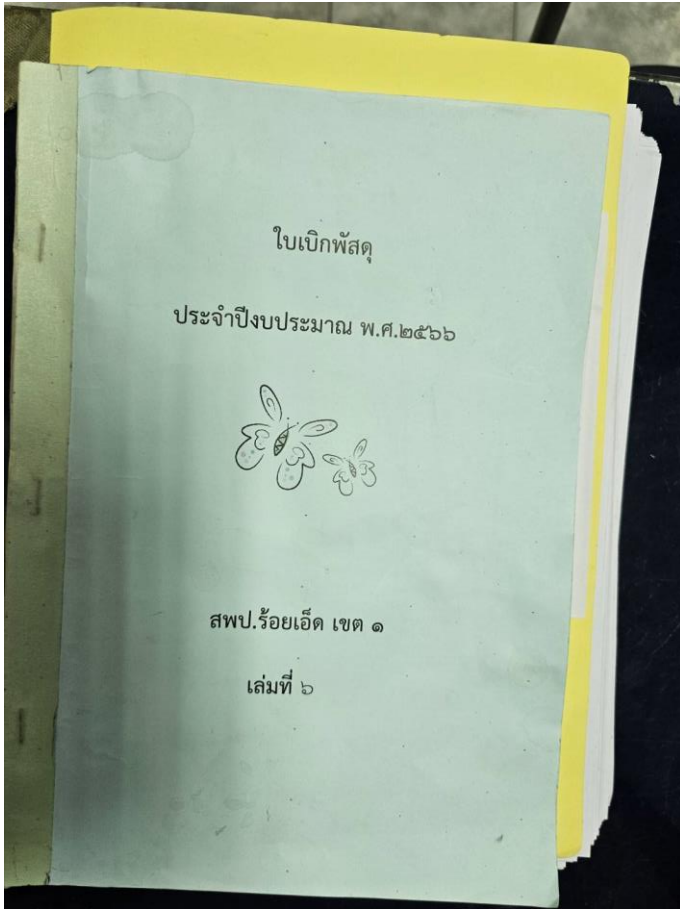 ใบเบิกพัสดุ
ประจำปีงบประมาณ พ.ศ.๒๕๖๖
สพป.ร้อยเอ็ด เขต ๑
เล่มที่ ๖